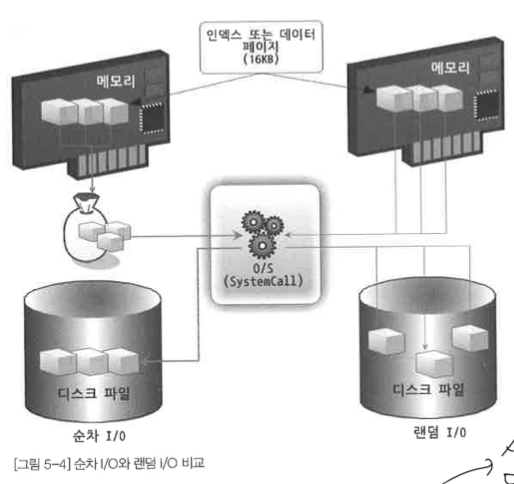 인덱스 또는 데이터
페이지
(16KB)
메모리
메모리
O/S
(SystemCall)
디스크 파일
디스크 파일
순차 I/O
랜덤 I/O
[그림 5-4] 순차 I/O와 랜덤 I/O 비교